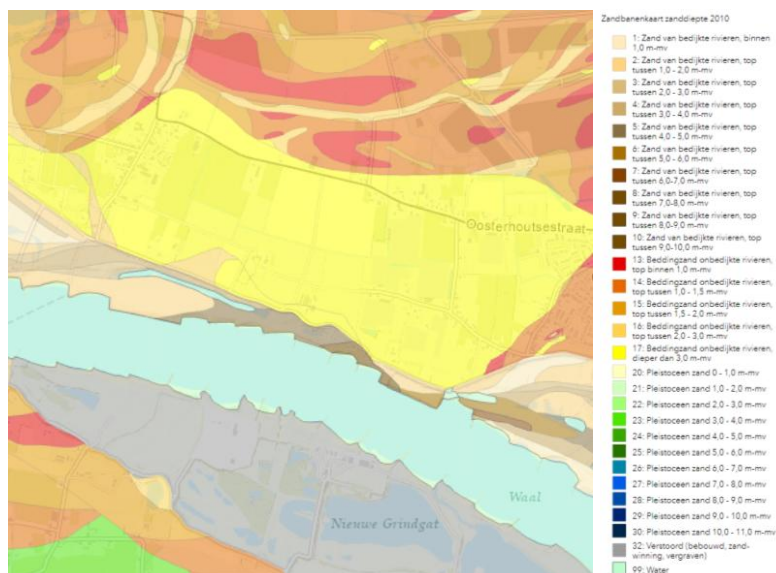 Zandbanenkaart zanddiepte 2010
1: Zand van bedijkte rivieren, binnen
1,0 m-mv
2: Zand van bedijkte rivieren, top
tussen 1,0 - 2,0 m-mv
3: Zand van bedijkte rivieren, top
tussen 2,0 - 3,0 m-mv
4: Zand van bedijkte rivieren, top
tussen 3,0 - 4,0 m-mv
5: Zand van bedijkte rivieren, top
tussen 4,0 - 5,0 m-mv
6: Zand van bedijkte rivieren, top
tussen 5,0 - 6,0 m-mv
7: Zand van bedijkte rivieren, top
tussen 6,0-7,0 m-mv
8: Zand van bedijkte rivieren, top
tussen 7,0-8,0 m-mv
9: Zand van bedijkte rivieren, top
tussen 8,0-9,0 m-mv
10: Zand van bedijkte rivieren, top
tussen 9,0-10,0 m-mv
13: Beddingzand onbedijkte rivieren,
top binnen 1,0 m-mv
14: Beddingzand onbedijkte rivieren,
top tussen 1,0 - 1,5 m-mv
15: Beddingzand onbedijkte rivieren,
top tussen 1,5 - 2,0 m-mv
16: Beddingzand onbedijkte rivieren,
top tussen 2,0 - 3,0 m-mv
17: Beddingzand onbedijkte rivieren,
dieper dan 3,0 m-mv
20: Pleistoceen zand 0 - 1,0 m-mv
21: Pleistoceen zand 1,0 - 2,0 m-mv
22: Pleistoceen zand 2,0 - 3,0 m-mv
23: Pleistoceen zand 3,0 - 4,0 m-mv
24: Pleistoceen zand 4,0 - 5,0 m-mv
25: Pleistoceen zand 5,0 - 6,0 m-mv
26: Pleistoceen zand 6,0 - 7,0 m-mv
27: Pleistoceen zand 7,0 - 8,0 m-mv
28: Pleistoceen zand 8,0 - 9,0 m-mv
29: Pleistoceen zand 9,0 - 10,0 m-mv
30: Pleistoceen zand 10,0 - 11,0 m-mv
32: Verstoord (bebouwd, zand-
winning, vergraven)
99: Water
Oosterhoutsestraat
Waal
Nieuwe Grindgat